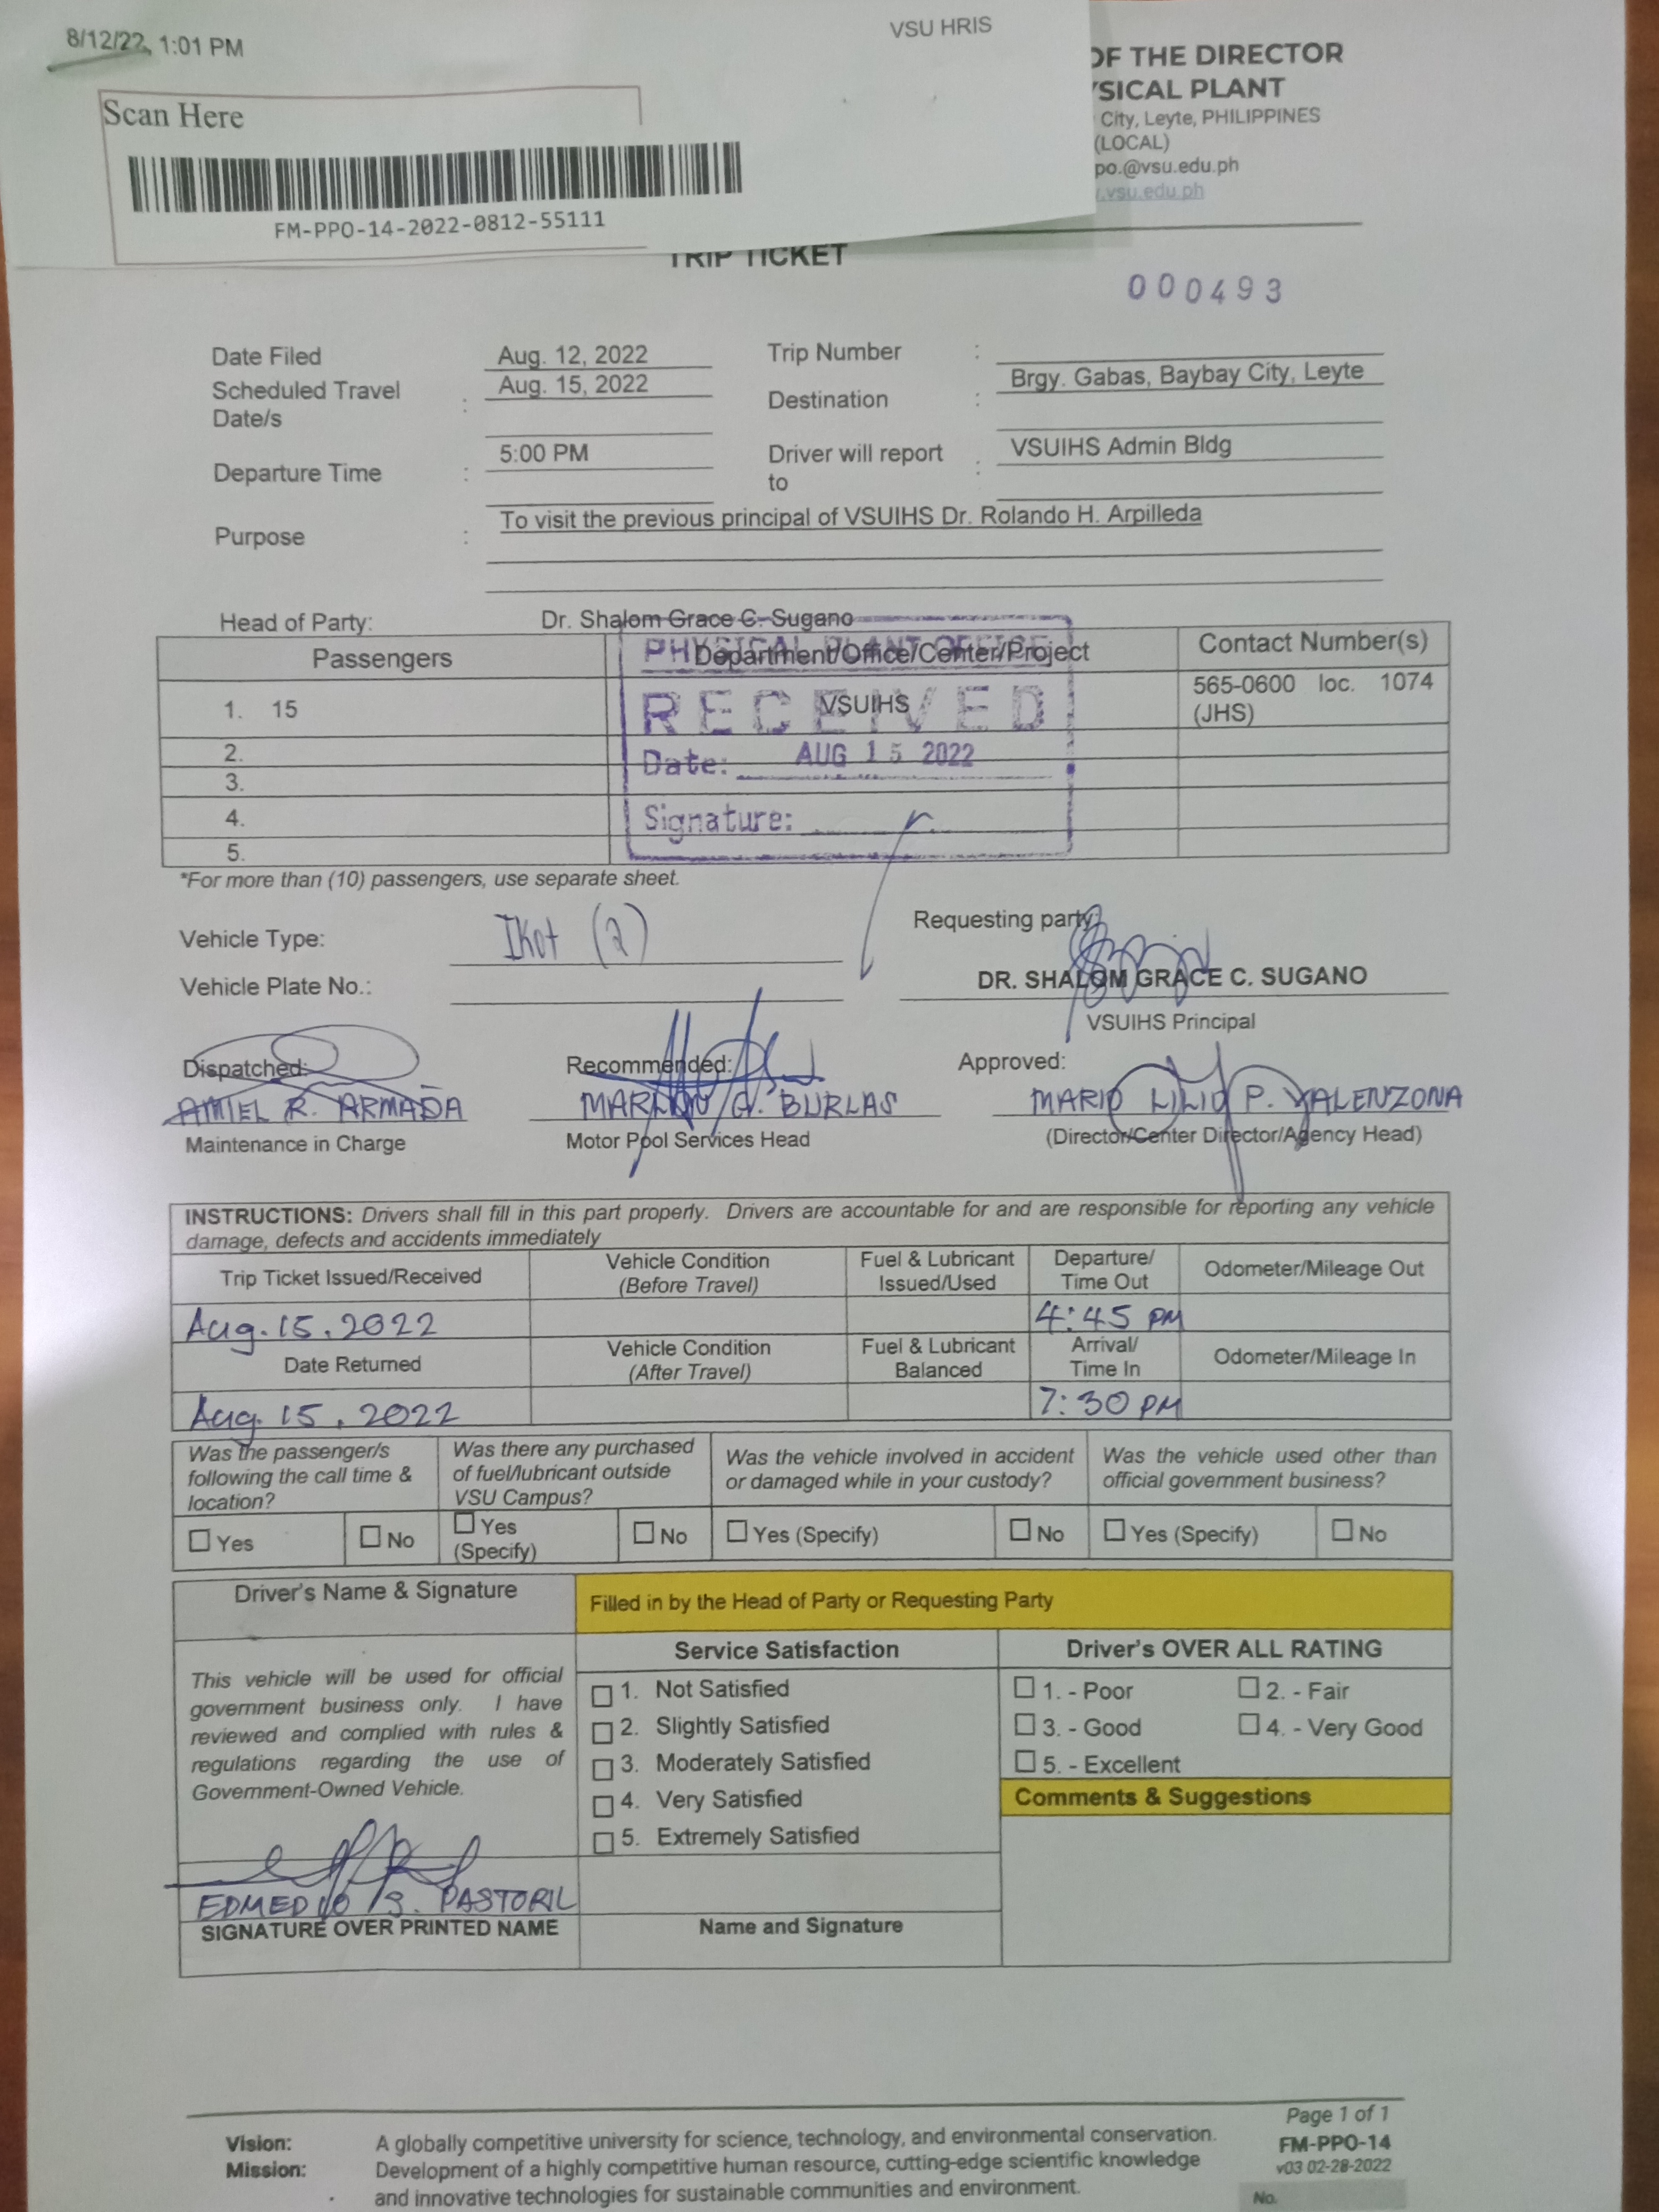 8/12/22, 1:01 PM
VSU HRIS
Scan Here
FM-PPO-14-2022-0812-55111
OF THE DIRECTOR
SICAL PLANT
City, Leyte, PHILIPPINES
(LOCAL)
po.@vsu.edu.ph
.vsu.edu.ph
TRIP TICKET
000493
Date Filed Aug. 12, 2022 Trip Number :
Scheduled Travel Date/s : Aug. 15, 2022 Destination : Brgy. Gabas, Baybay City, Leyte
Departure Time : 5:00 PM Driver will report to : VSUIHS Admin Bldg
Purpose : To visit the previous principal of VSUIHS Dr. Rolando H. Arpilleda
Head of Party: Dr. Shalom Grace C. Sugano
Passengers Department/Office/Center/Project Contact Number(s)
1. 15 VSUIHS 565-0600 loc. 1074 (JHS)
2.
3.
4.
5.
PHYSICAL PLANT OFFICE
RECEIVED
Date: AUG 15 2022
Signature:
*For more than (10) passengers, use separate sheet.
Vehicle Type: IKot (2)
Vehicle Plate No.:
Requesting party:
DR. SHALOM GRACE C. SUGANO
VSUIHS Principal
Dispatched: Recommended: Approved:
AMIEL R. ARMADA MARLON G. BURLAS MARIO LILIO P. VALENZONA
Maintenance in Charge Motor Pool Services Head (Director/Center Director/Agency Head)
INSTRUCTIONS: Drivers shall fill in this part properly. Drivers are accountable for and are responsible for reporting any vehicle
damage, defects and accidents immediately
Trip Ticket Issued/Received Vehicle Condition (Before Travel) Fuel & Lubricant Issued/Used Departure/ Time Out Odometer/Mileage Out
Aug. 15, 2022 4:45 PM
Date Returned Vehicle Condition (After Travel) Fuel & Lubricant Balanced Arrival/ Time In Odometer/Mileage In
Aug. 15, 2022 7:30 PM
Was the passenger/s following the call time & location? Was there any purchased of fuel/lubricant outside VSU Campus? Was the vehicle involved in accident or damaged while in your custody? Was the vehicle used other than official government business?
☐ Yes ☐ No ☐ Yes (Specify) ☐ No ☐ Yes (Specify) ☐ No ☐ Yes (Specify) ☐ No
Driver's Name & Signature
Filled in by the Head of Party or Requesting Party
This vehicle will be used for official
government business only. I have
reviewed and complied with rules &
regulations regarding the use of
Government-Owned Vehicle.
EDMEDIO S. PASTORIL
SIGNATURE OVER PRINTED NAME
Service Satisfaction
☐ 1. Not Satisfied
☐ 2. Slightly Satisfied
☐ 3. Moderately Satisfied
☐ 4. Very Satisfied
☐ 5. Extremely Satisfied
Name and Signature
Driver's OVER ALL RATING
☐ 1. - Poor ☐ 2. - Fair
☐ 3. - Good ☐ 4. - Very Good
☐ 5. - Excellent
Comments & Suggestions
Vision: A globally competitive university for science, technology, and environmental conservation.
Mission: Development of a highly competitive human resource, cutting-edge scientific knowledge
and innovative technologies for sustainable communities and environment.
Page 1 of 1
FM-PPO-14
v03 02-28-2022
No.